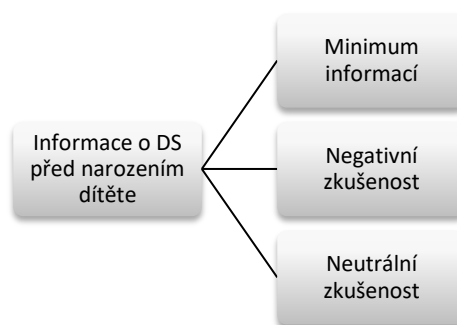 Minimum
informací
Informace o DS
před narozením
dítěte
Negativní
zkušenost
Neutrální
zkušenost